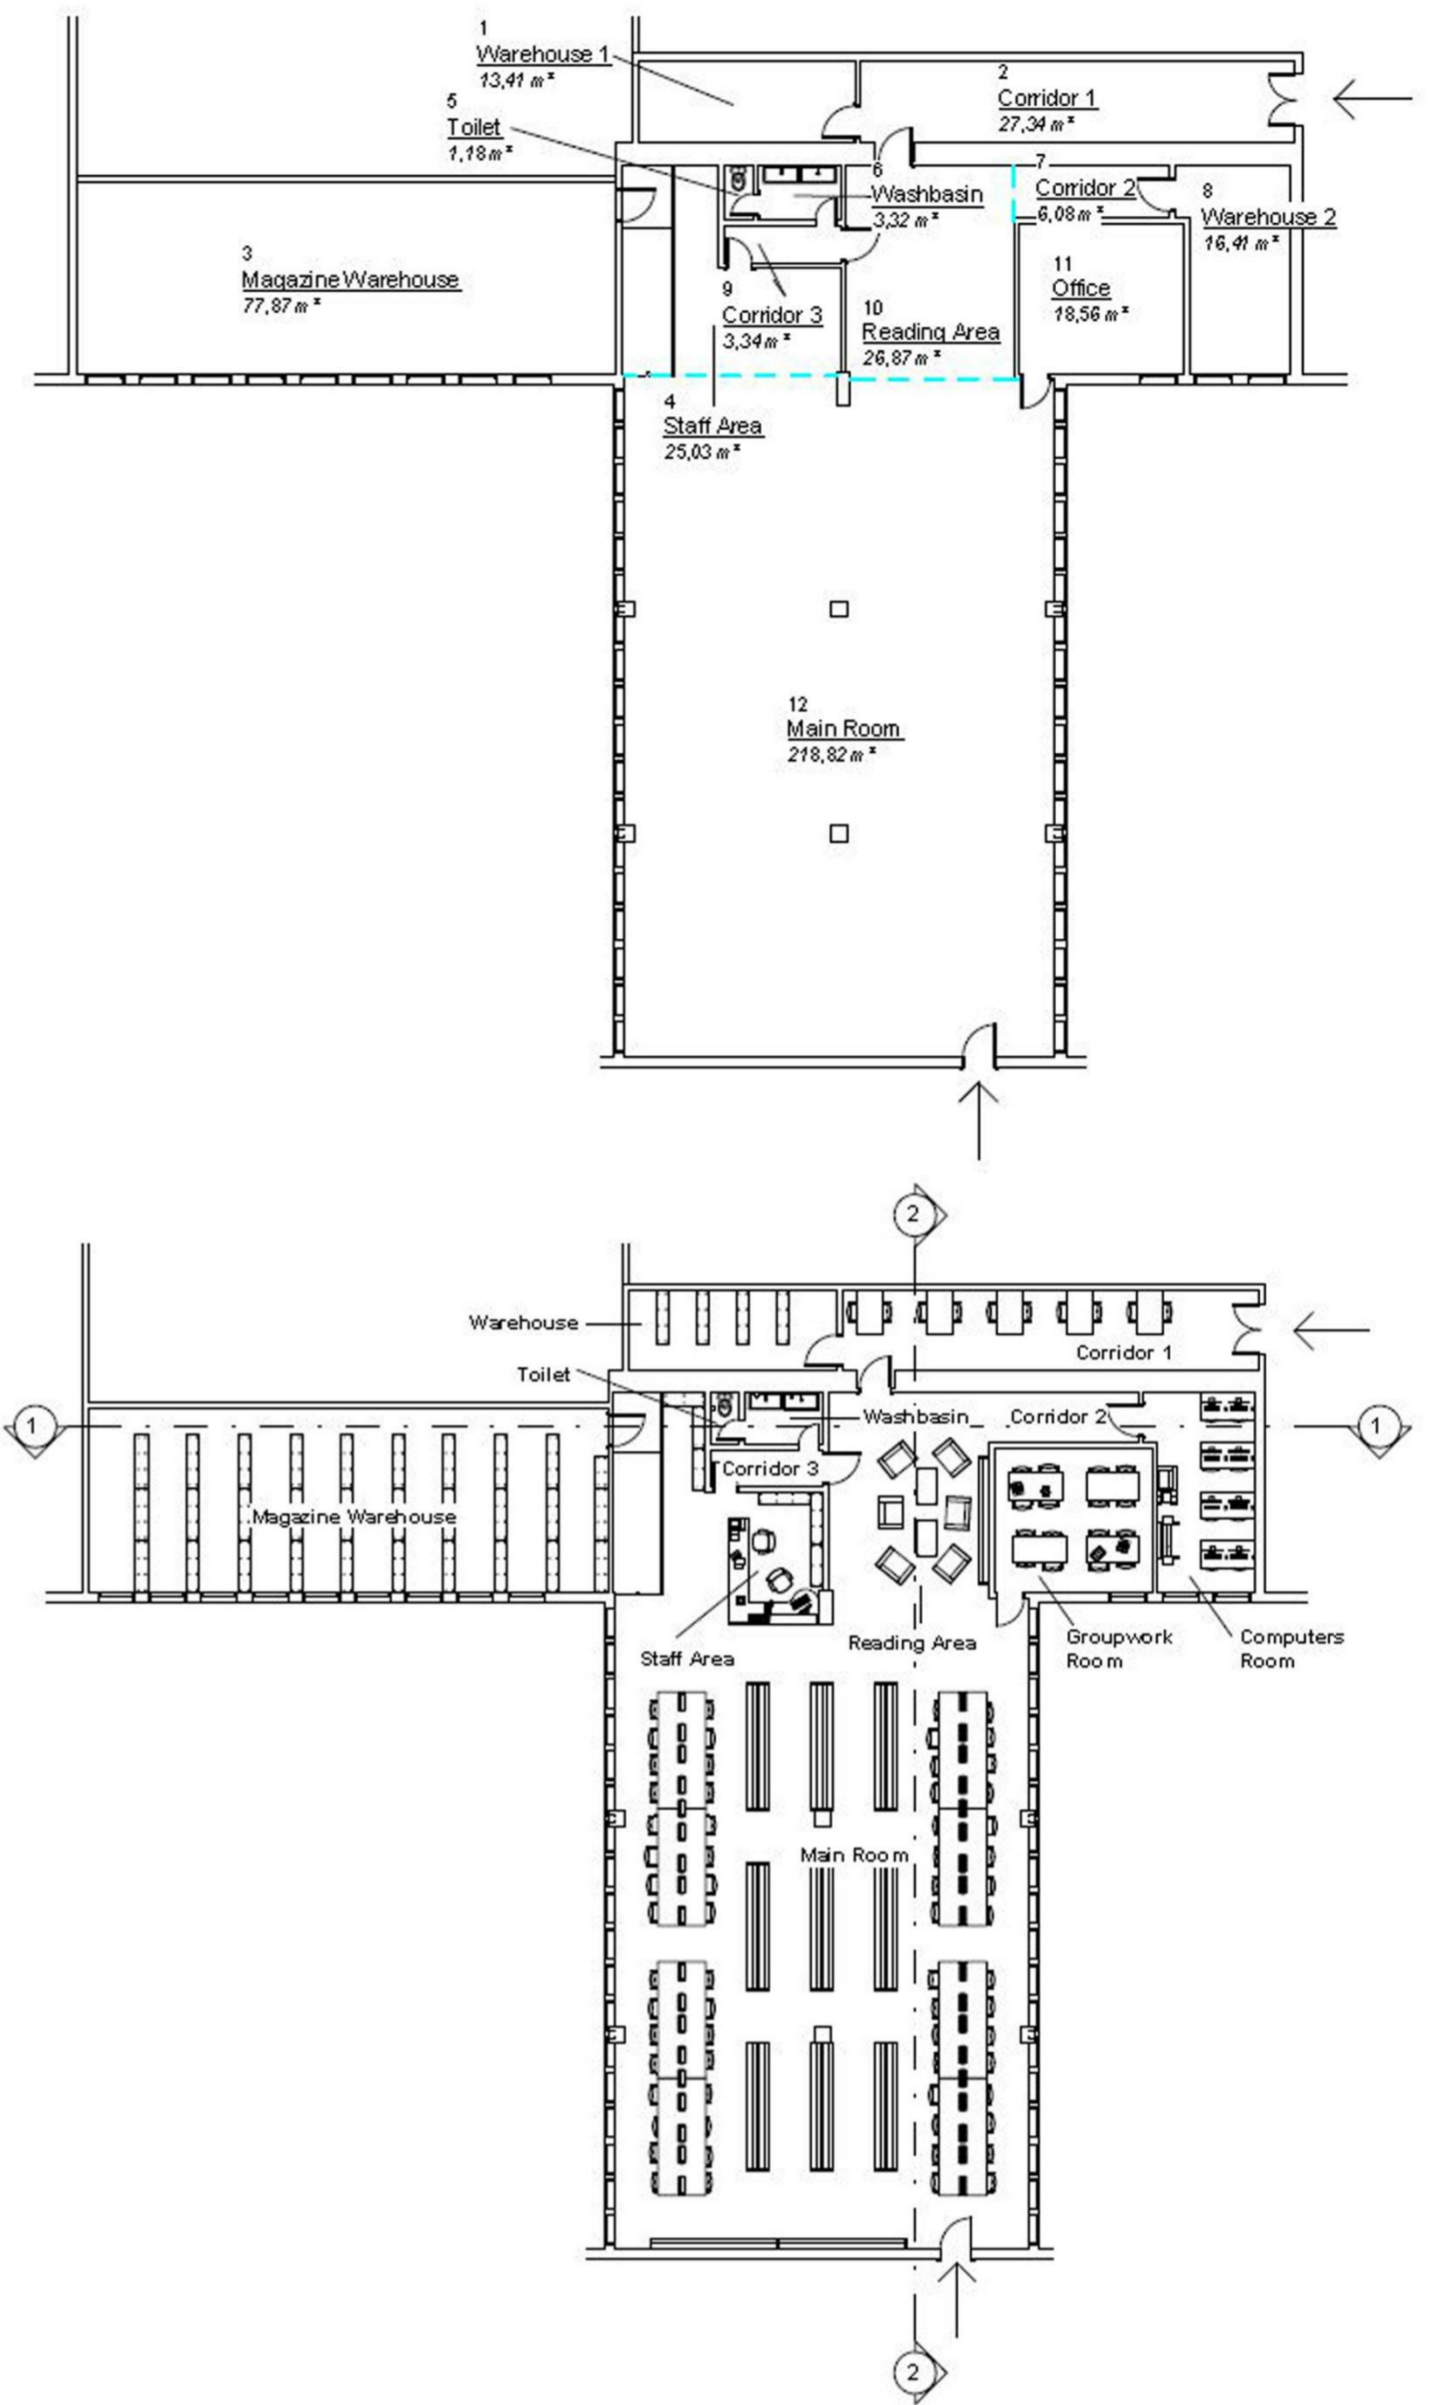 1
Warehouse 1
13,41 m²
2
Corridor 1
27,34 m²
5
Toilet
1,18 m²
6
Washbasin
3,32 m²
7
Corridor 2
6,08 m²
8
Warehouse 2
16,41 m²
3
Magazine Warehouse
77,87 m²
9
Corridor 3
3,34 m²
10
Reading Area
26,87 m²
11
Office
18,56 m²
4
Staff Area
25,03 m²
12
Main Room
218,82 m²
2
Warehouse
Corridor 1
Toilet
1
Washbasin
Corridor 2
1
Corridor 3
Magazine Warehouse
Staff Area
Reading Area
Groupwork
Room
Computers
Room
Main Room
2